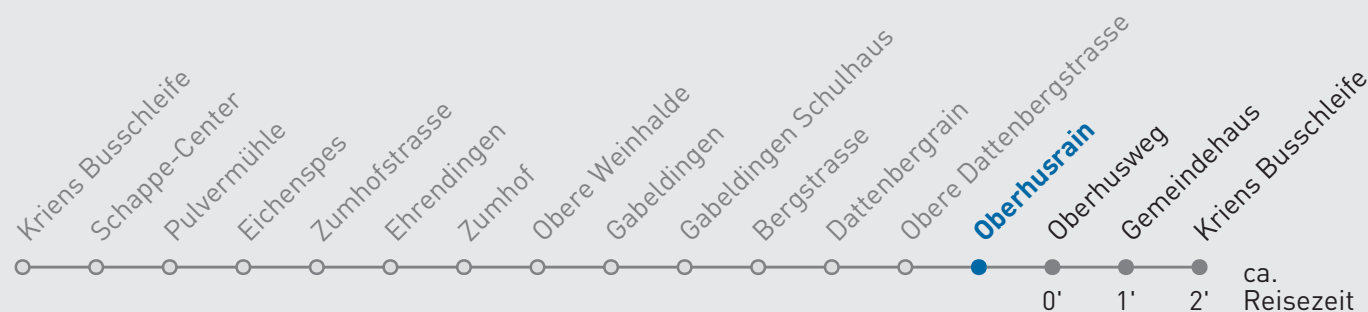 Kriens Busschleife
Schappe-Center
Pulvermühle
Eichenspes
Zumhofstrasse
Ehrendingen
Zumhof
Obere Weinhalde
Gabeldingen
Gabeldingen Schulhaus
Bergstrasse
Dattenbergrain
Obere Dattenbergstrasse
Oberhusrain
Oberhusweg
Gemeindehaus
Kriens Busschleife
ca.
0' 1' 2' Reisezeit